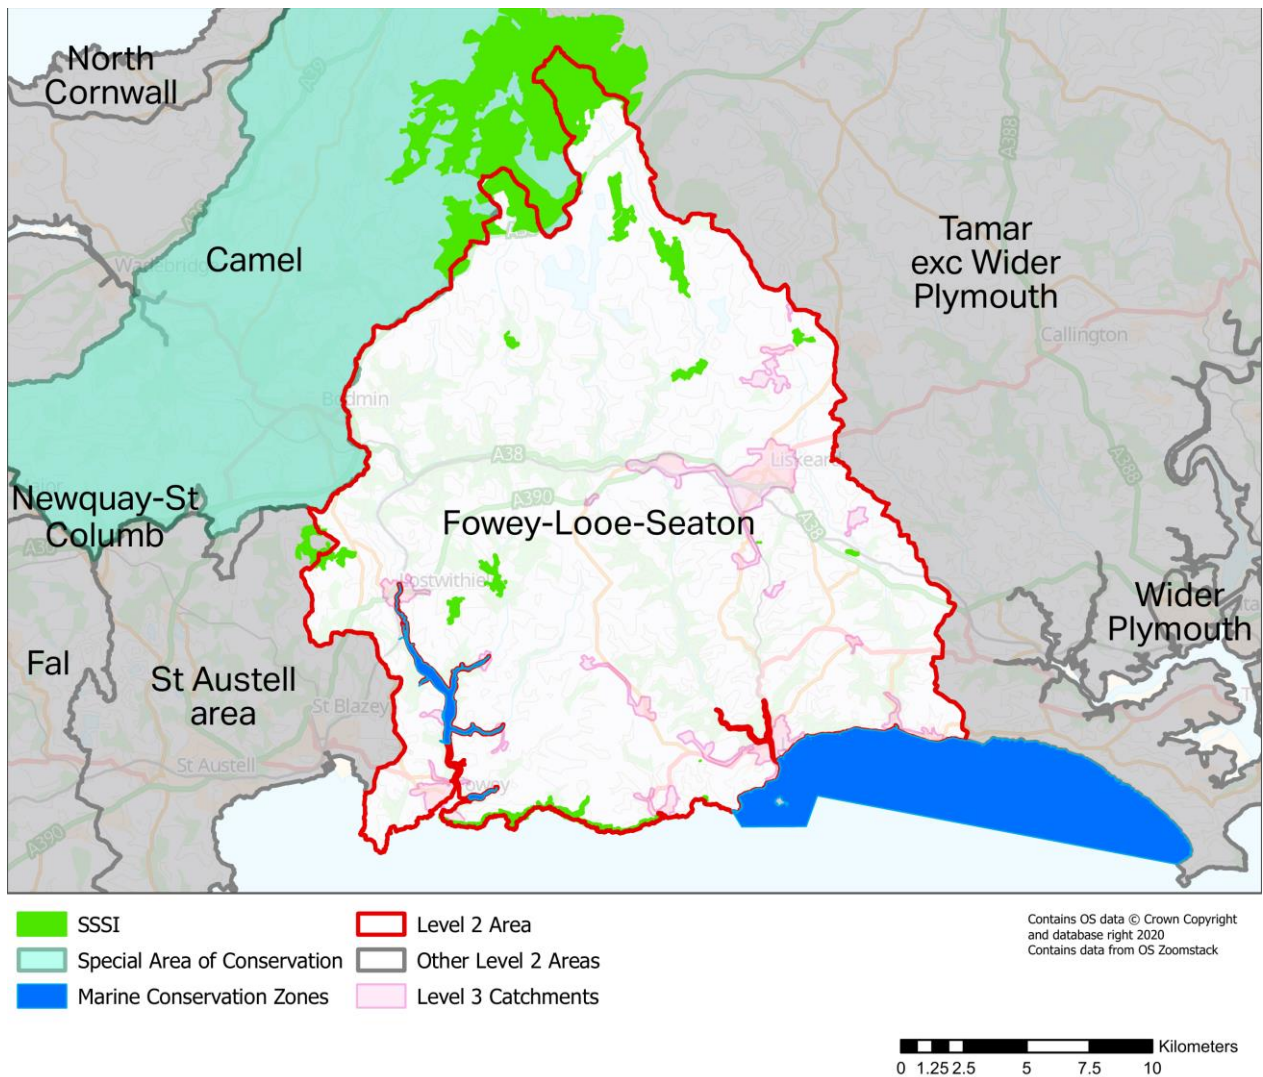 North
Cornwall
A39
A388
Tamar
exc Wider
Plymouth
Camel
Wadebridge
Callington
Bodmin
A38
Liskeard
A390
A388
Newquay-St
Columb
Fowey-Looe-Seaton
A38
Lostwithiel
Wider
Plymouth
Fal
St Austell
area
St Blazey
St Austell
Fowey
A390
SSSI
Special Area of Conservation
Marine Conservation Zones
Level 2 Area
Other Level 2 Areas
Level 3 Catchments
Contains OS data © Crown Copyright
and database right 2020
Contains data from OS Zoomstack
Kilometers
0 1.25 2.5 5 7.5 10